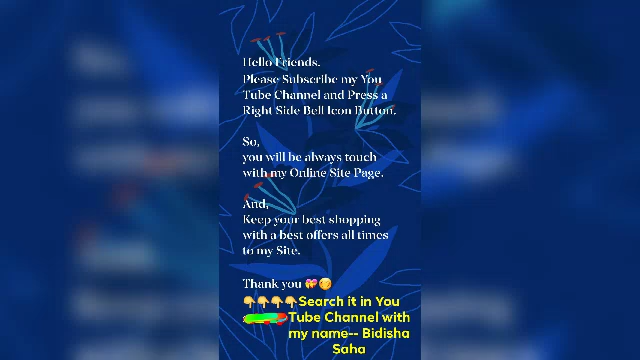 Hello Friends.
Please Subscribe my You
Tube Channel and Press a
Right Side Bell Icon Button.
So,
you will be always touch
with my Online Site Page.
And,
Keep your best shopping
with a best offers all times
to my Site.
Thank you 💝🤗
👇👇👇👇Search it in You
Tube Channel with
my name-- Bidisha
Saha